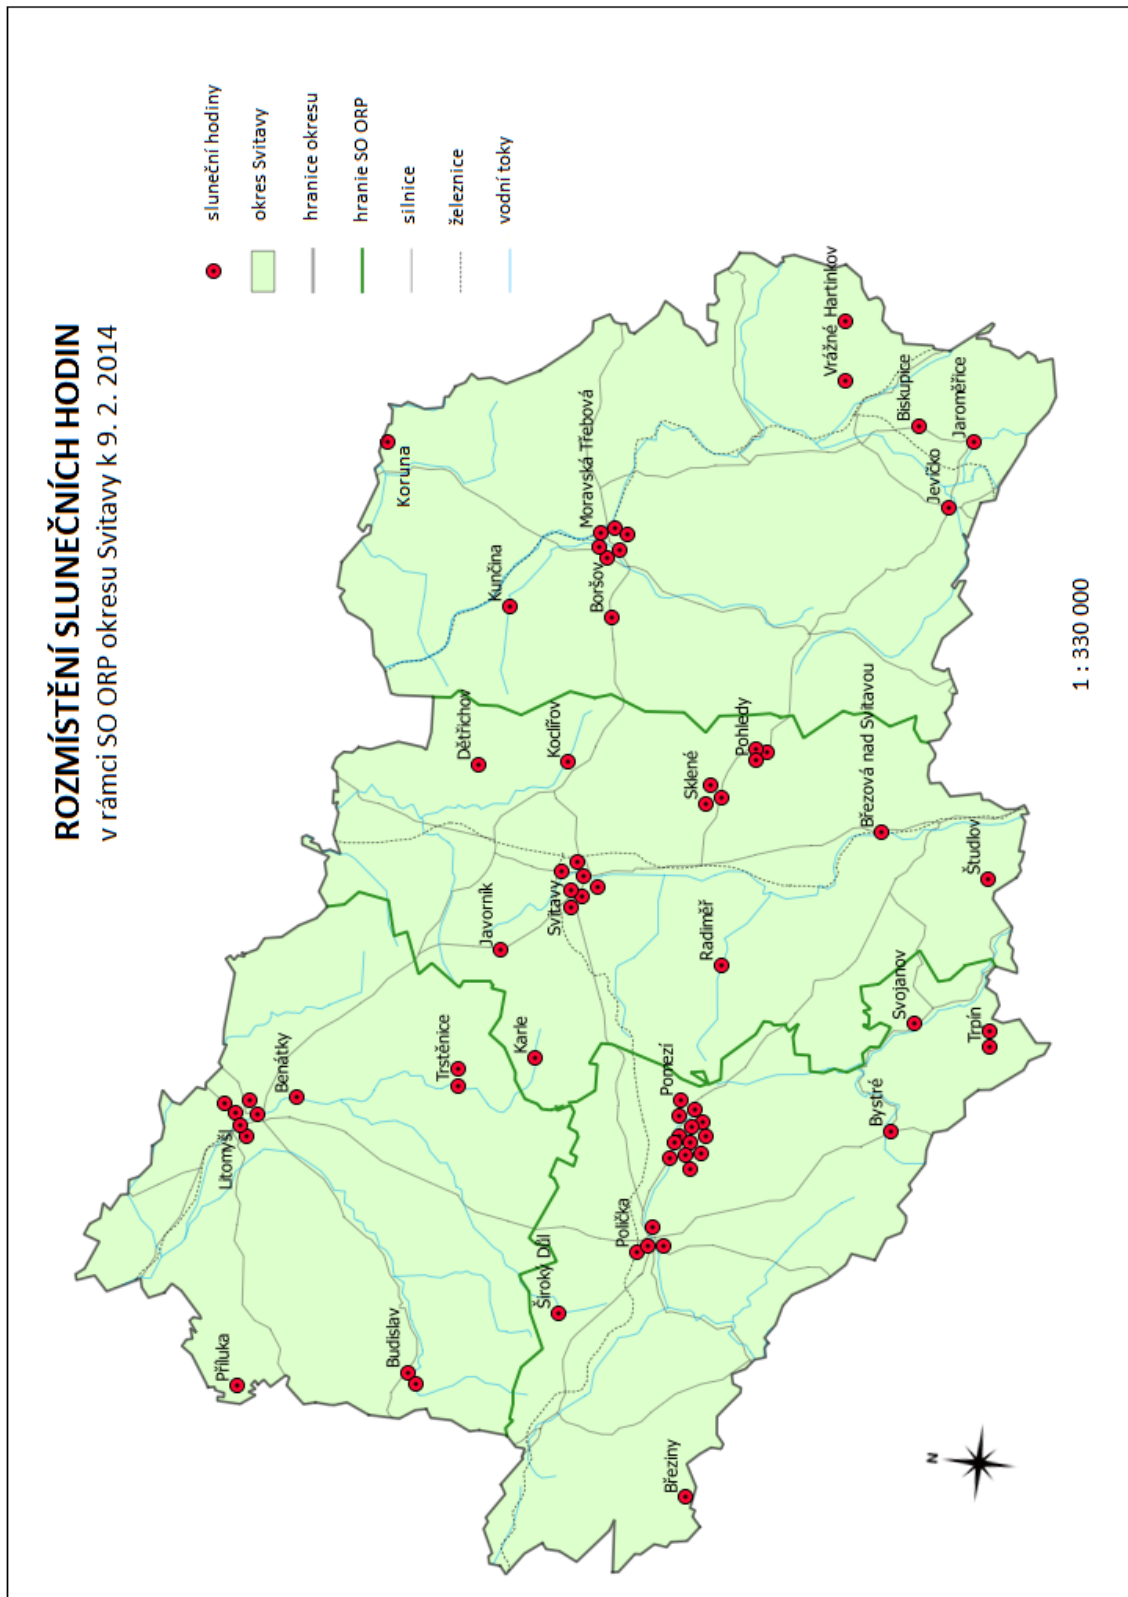 ROZMÍSTĚNÍ SLUNEČNÍCH HODIN
v rámci SO ORP okresu Svitavy k 9. 2. 2014
sluneční hodiny
okres Svitavy
hranice okresu
hranie SO ORP
silnice
železnice
vodní toky
Příluka
Litomyšl
Benátky
Budislav
Trstěnice
Karle
Javorník
Dětřichov
Koclířov
Kunčina
Koruna
Široký Důl
Polička
Pomezí
Svitavy
Boršov
Moravská Třebová
Březiny
Radiměř
Sklené
Pohledy
Vrážné
Hartinkov
Bystré
Svojanov
Trpín
Březová nad Svitavou
Študlov
Jevíčko
Biskupice
Jaroměřice
N
1 : 330 000